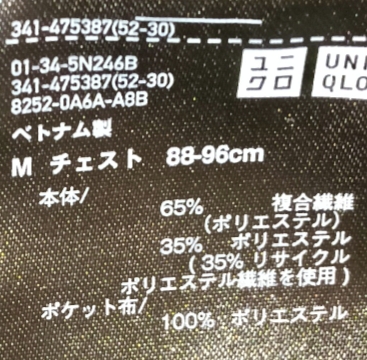 341-475387(52-30)
01-34-5N246B
341-475387(52-30)
8252-0A6A-A8B
ユニ
クロ
UNI
QLO
ベトナム製
M チェスト 88-96cm
本体/
65% 複合繊維
(ポリエステル)
35% ポリエステル
(35% リサイクル
ポリエステル繊維を使用)
ポケット布/
100% ポリエステル